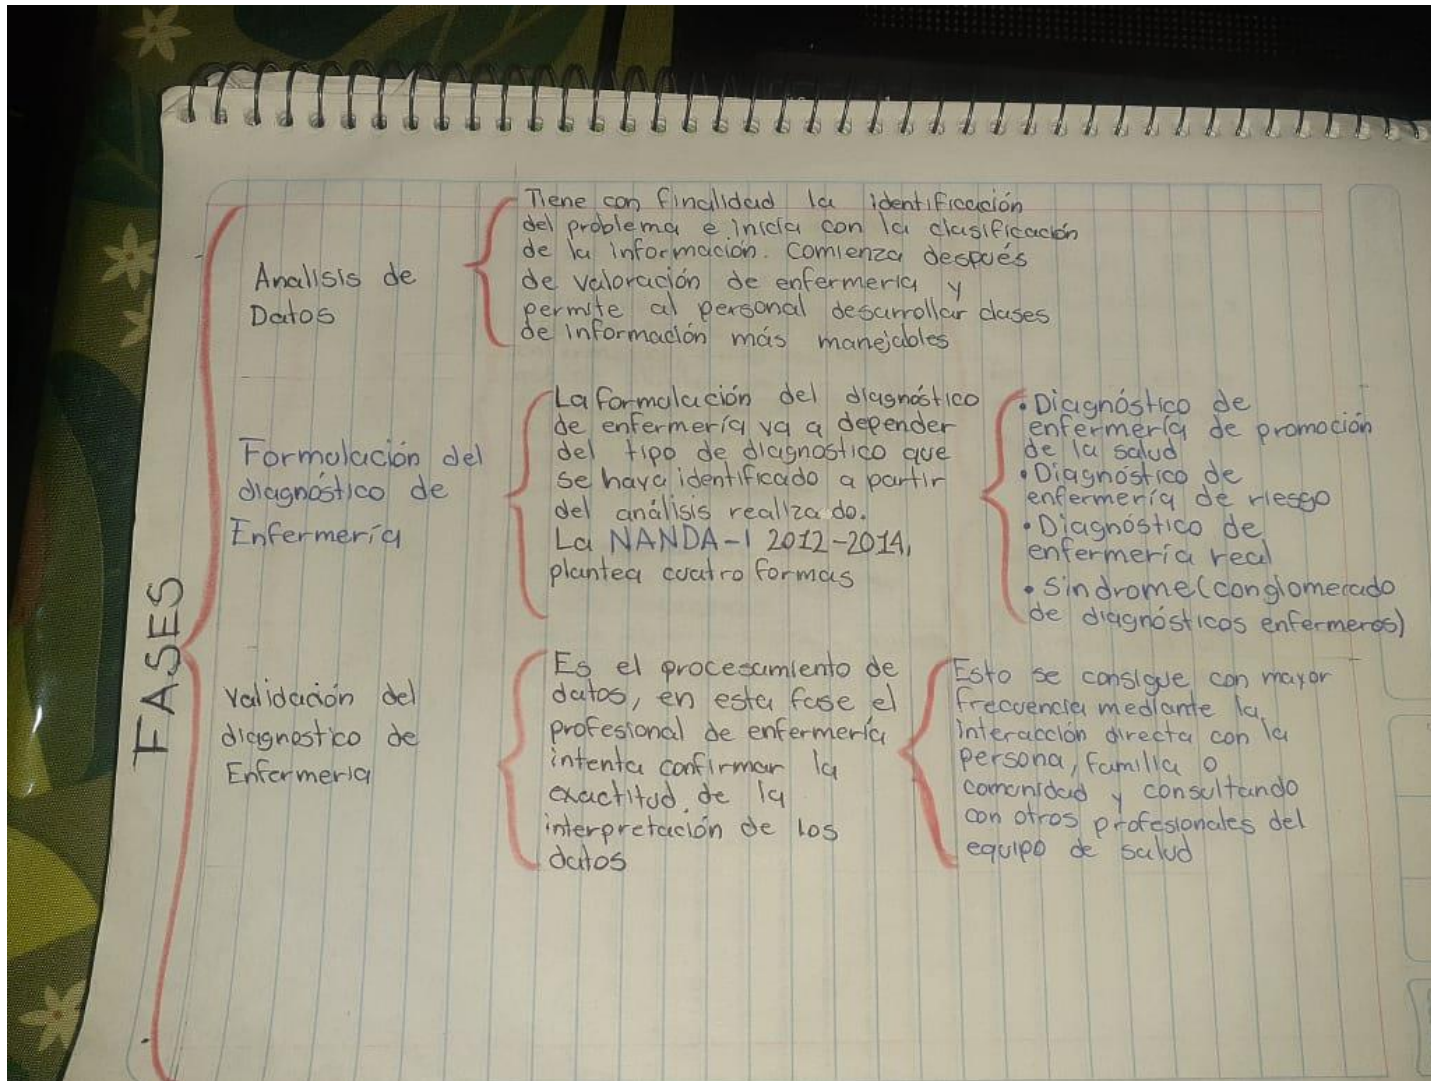 FASES
Analisis de
Datos
Tiene con finalidad la identificación
del problema e inicia con la clasificación
de la información. Comienza después
de valoración de enfermería y
permite al personal desarrollar clases
de información más manejables
Formulación del
diagnóstico de
Enfermería
La formulación del diagnóstico
de enfermería va a depender
del tipo de diagnostico que
se haya identificado a partir
del análisis realizado.
La NANDA-I 2012-2014,
plantea cuatro formas
• Diagnóstico de
enfermería de promoción
de la salud
• Diagnóstico de
enfermería de riesgo
• Diagnóstico de
enfermería real
• Sindrome (conglomerado
de diagnósticos enfermeros)
Validación del
diagnostico de
Enfermeria
Es el procesamiento de
datos, en esta fase el
profesional de enfermería
intenta confirmar la
exactitud de la
interpretación de los
datos
Esto se consigue con mayor
frecuencia mediante la
interacción directa con la
persona, familia o
comunidad y consultando
con otros profesionales del
equipo de salud